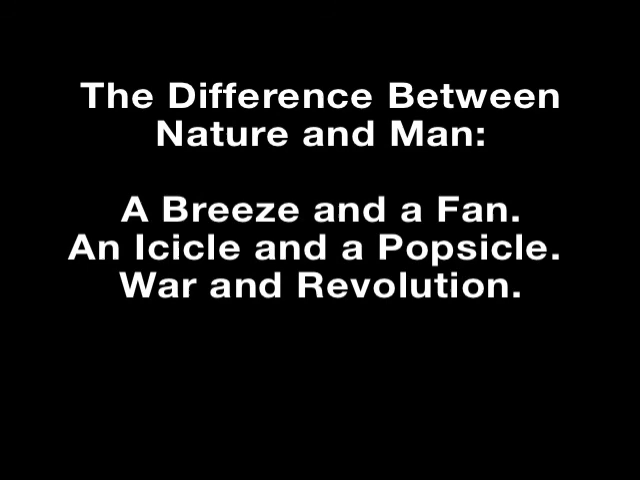 The Difference Between
Nature and Man:
A Breeze and a Fan.
An Icicle and a Popsicle.
War and Revolution.